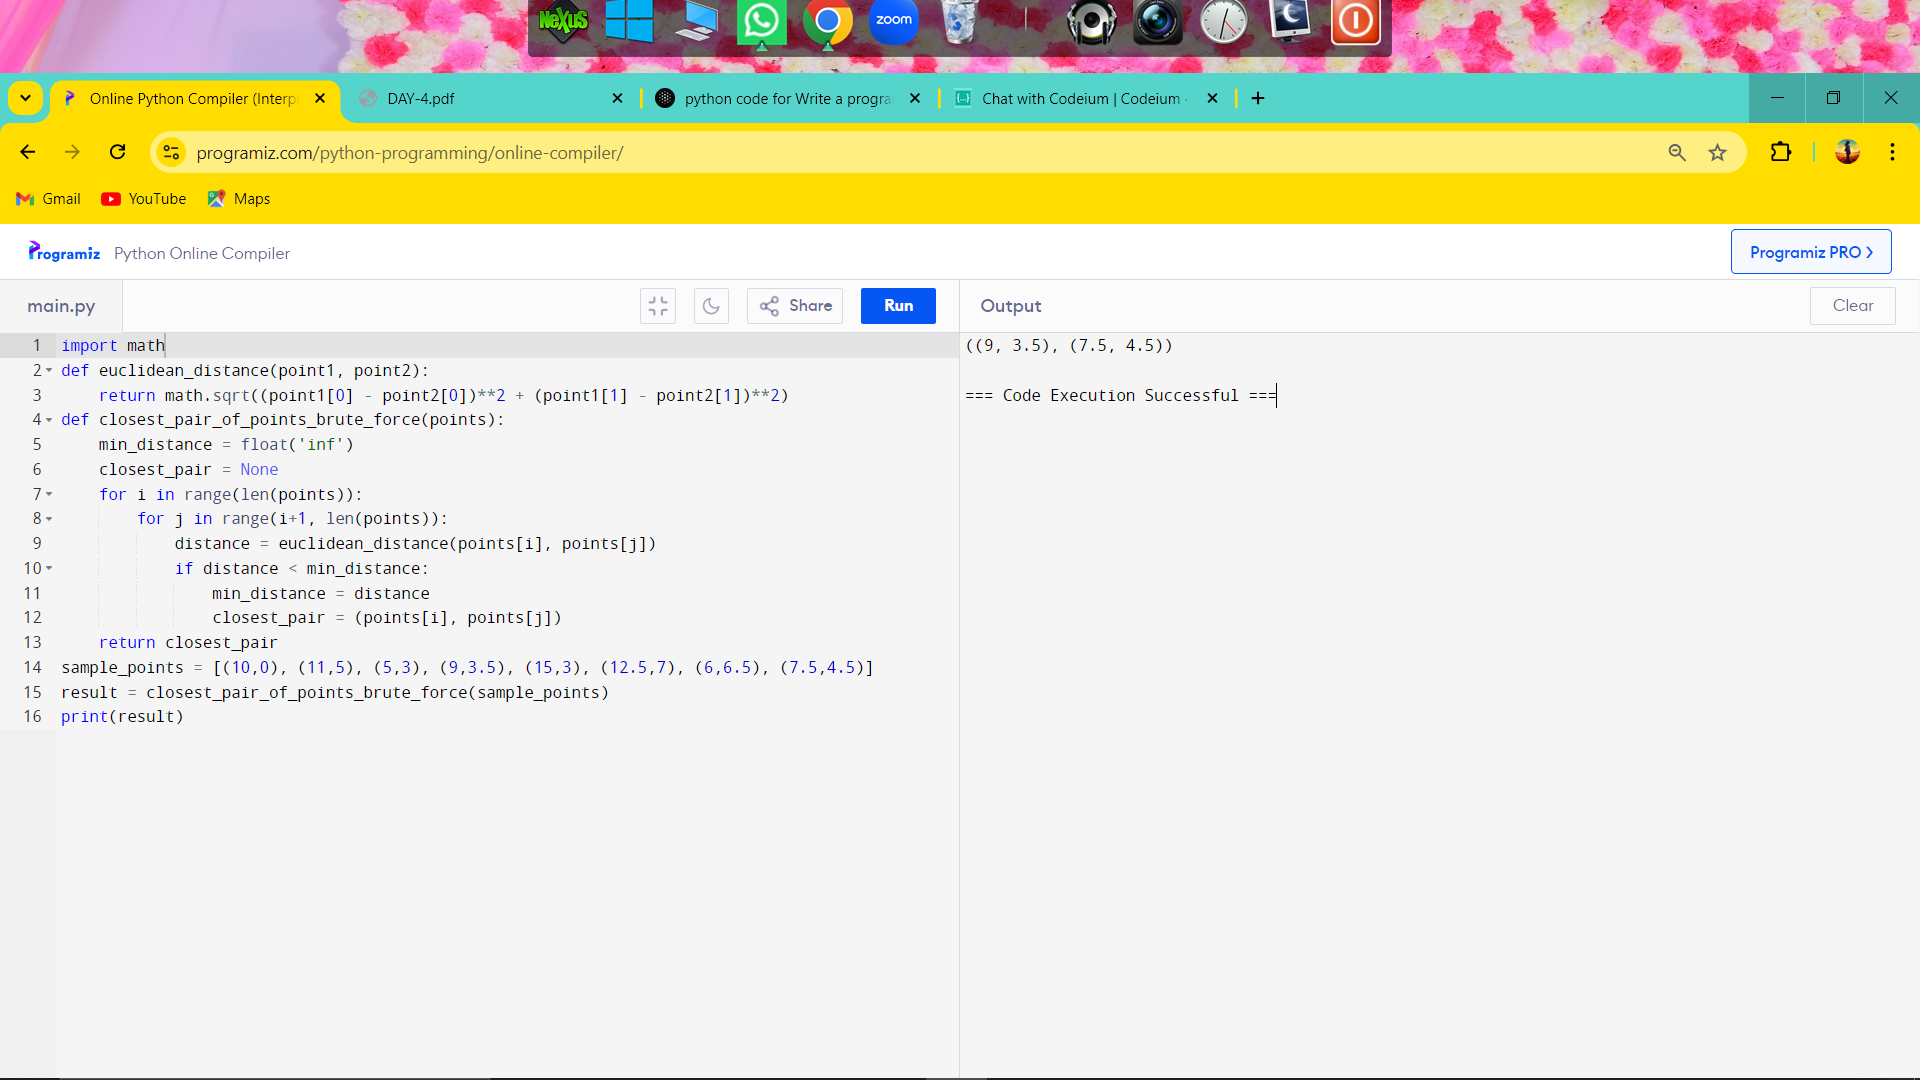 NeXuS
zoom
Online Python Compiler (Interp
DAY-4.pdf
python code for Write a progra
Chat with Codeium | Codeium ·
programiz.com/python-programming/online-compiler/
Gmail
YouTube
Maps
Programiz
Python Online Compiler
Programiz PRO >
main.py
Share
Run
Output
Clear
1 import math
2 def euclidean_distance(point1, point2):
3     return math.sqrt((point1[0] - point2[0])**2 + (point1[1] - point2[1])**2)
4 def closest_pair_of_points_brute_force(points):
5     min_distance = float('inf')
6     closest_pair = None
7     for i in range(len(points)):
8         for j in range(i+1, len(points)):
9             distance = euclidean_distance(points[i], points[j])
10             if distance < min_distance:
11                 min_distance = distance
12                 closest_pair = (points[i], points[j])
13     return closest_pair
14 sample_points = [(10,0), (11,5), (5,3), (9,3.5), (15,3), (12.5,7), (6,6.5), (7.5,4.5)]
15 result = closest_pair_of_points_brute_force(sample_points)
16 print(result)
((9, 3.5), (7.5, 4.5))
=== Code Execution Successful ===